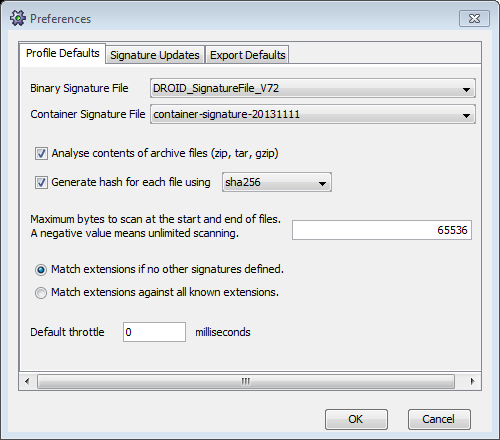 Preferences
Profile Defaults Signature Updates Export Defaults
Binary Signature File DROID_SignatureFile_V72
Container Signature File container-signature-20131111
Analyse contents of archive files (zip, tar, gzip)
Generate hash for each file using sha256
Maximum bytes to scan at the start and end of files.
A negative value means unlimited scanning. 65536
Match extensions if no other signatures defined.
Match extensions against all known extensions.
Default throttle 0 milliseconds
OK Cancel